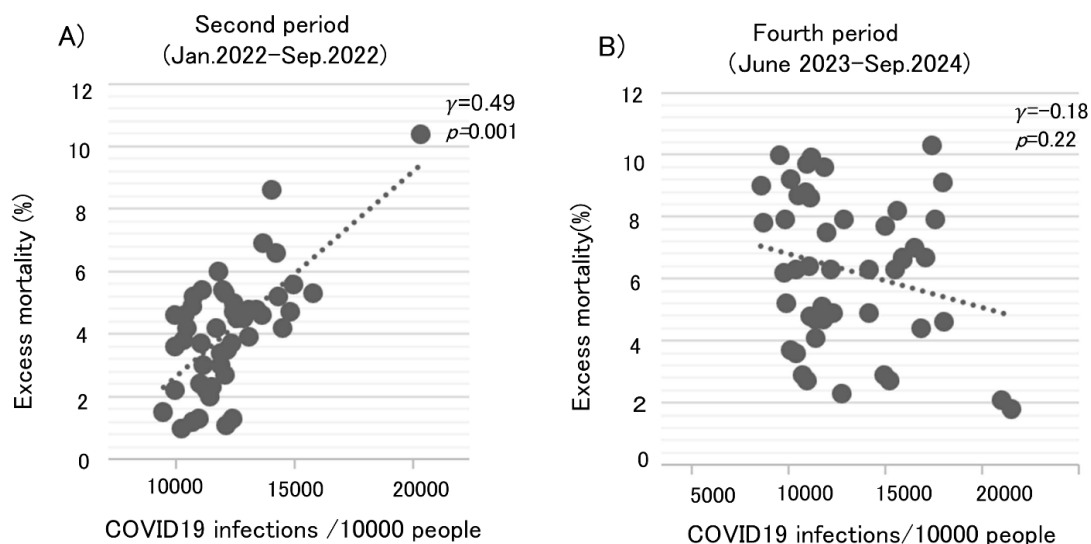 A)
Second period
(Jan.2022-Sep.2022)
γ=0.49
p=0.001
Excess mortality (%)
12
10
8
6
4
2
0
10000
15000
20000
COVID19 infections /10000 people
B)
Fourth period
(June 2023-Sep.2024)
γ=-0.18
p=0.22
Excess mortality(%)
12
10
8
6
4
2
0
5000
10000
15000
20000
COVID19 infections/10000 people